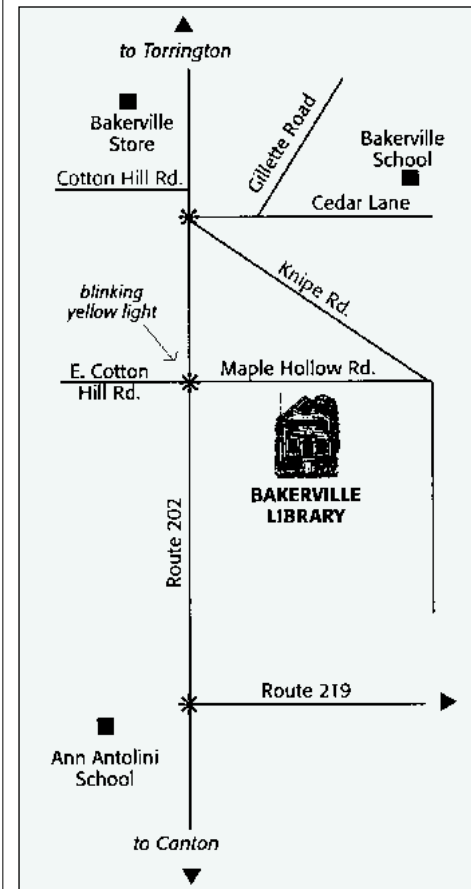 to Torrington
Bakerville
Store
Gillette Road
Bakerville
School
Cotton Hill Rd.
Cedar Lane
Knipe Rd.
blinking
yellow light
E. Cotton
Hill Rd.
Maple Hollow Rd.
BAKERVILLE
LIBRARY
Route 202
Route 219
Ann Antolini
School
to Canton